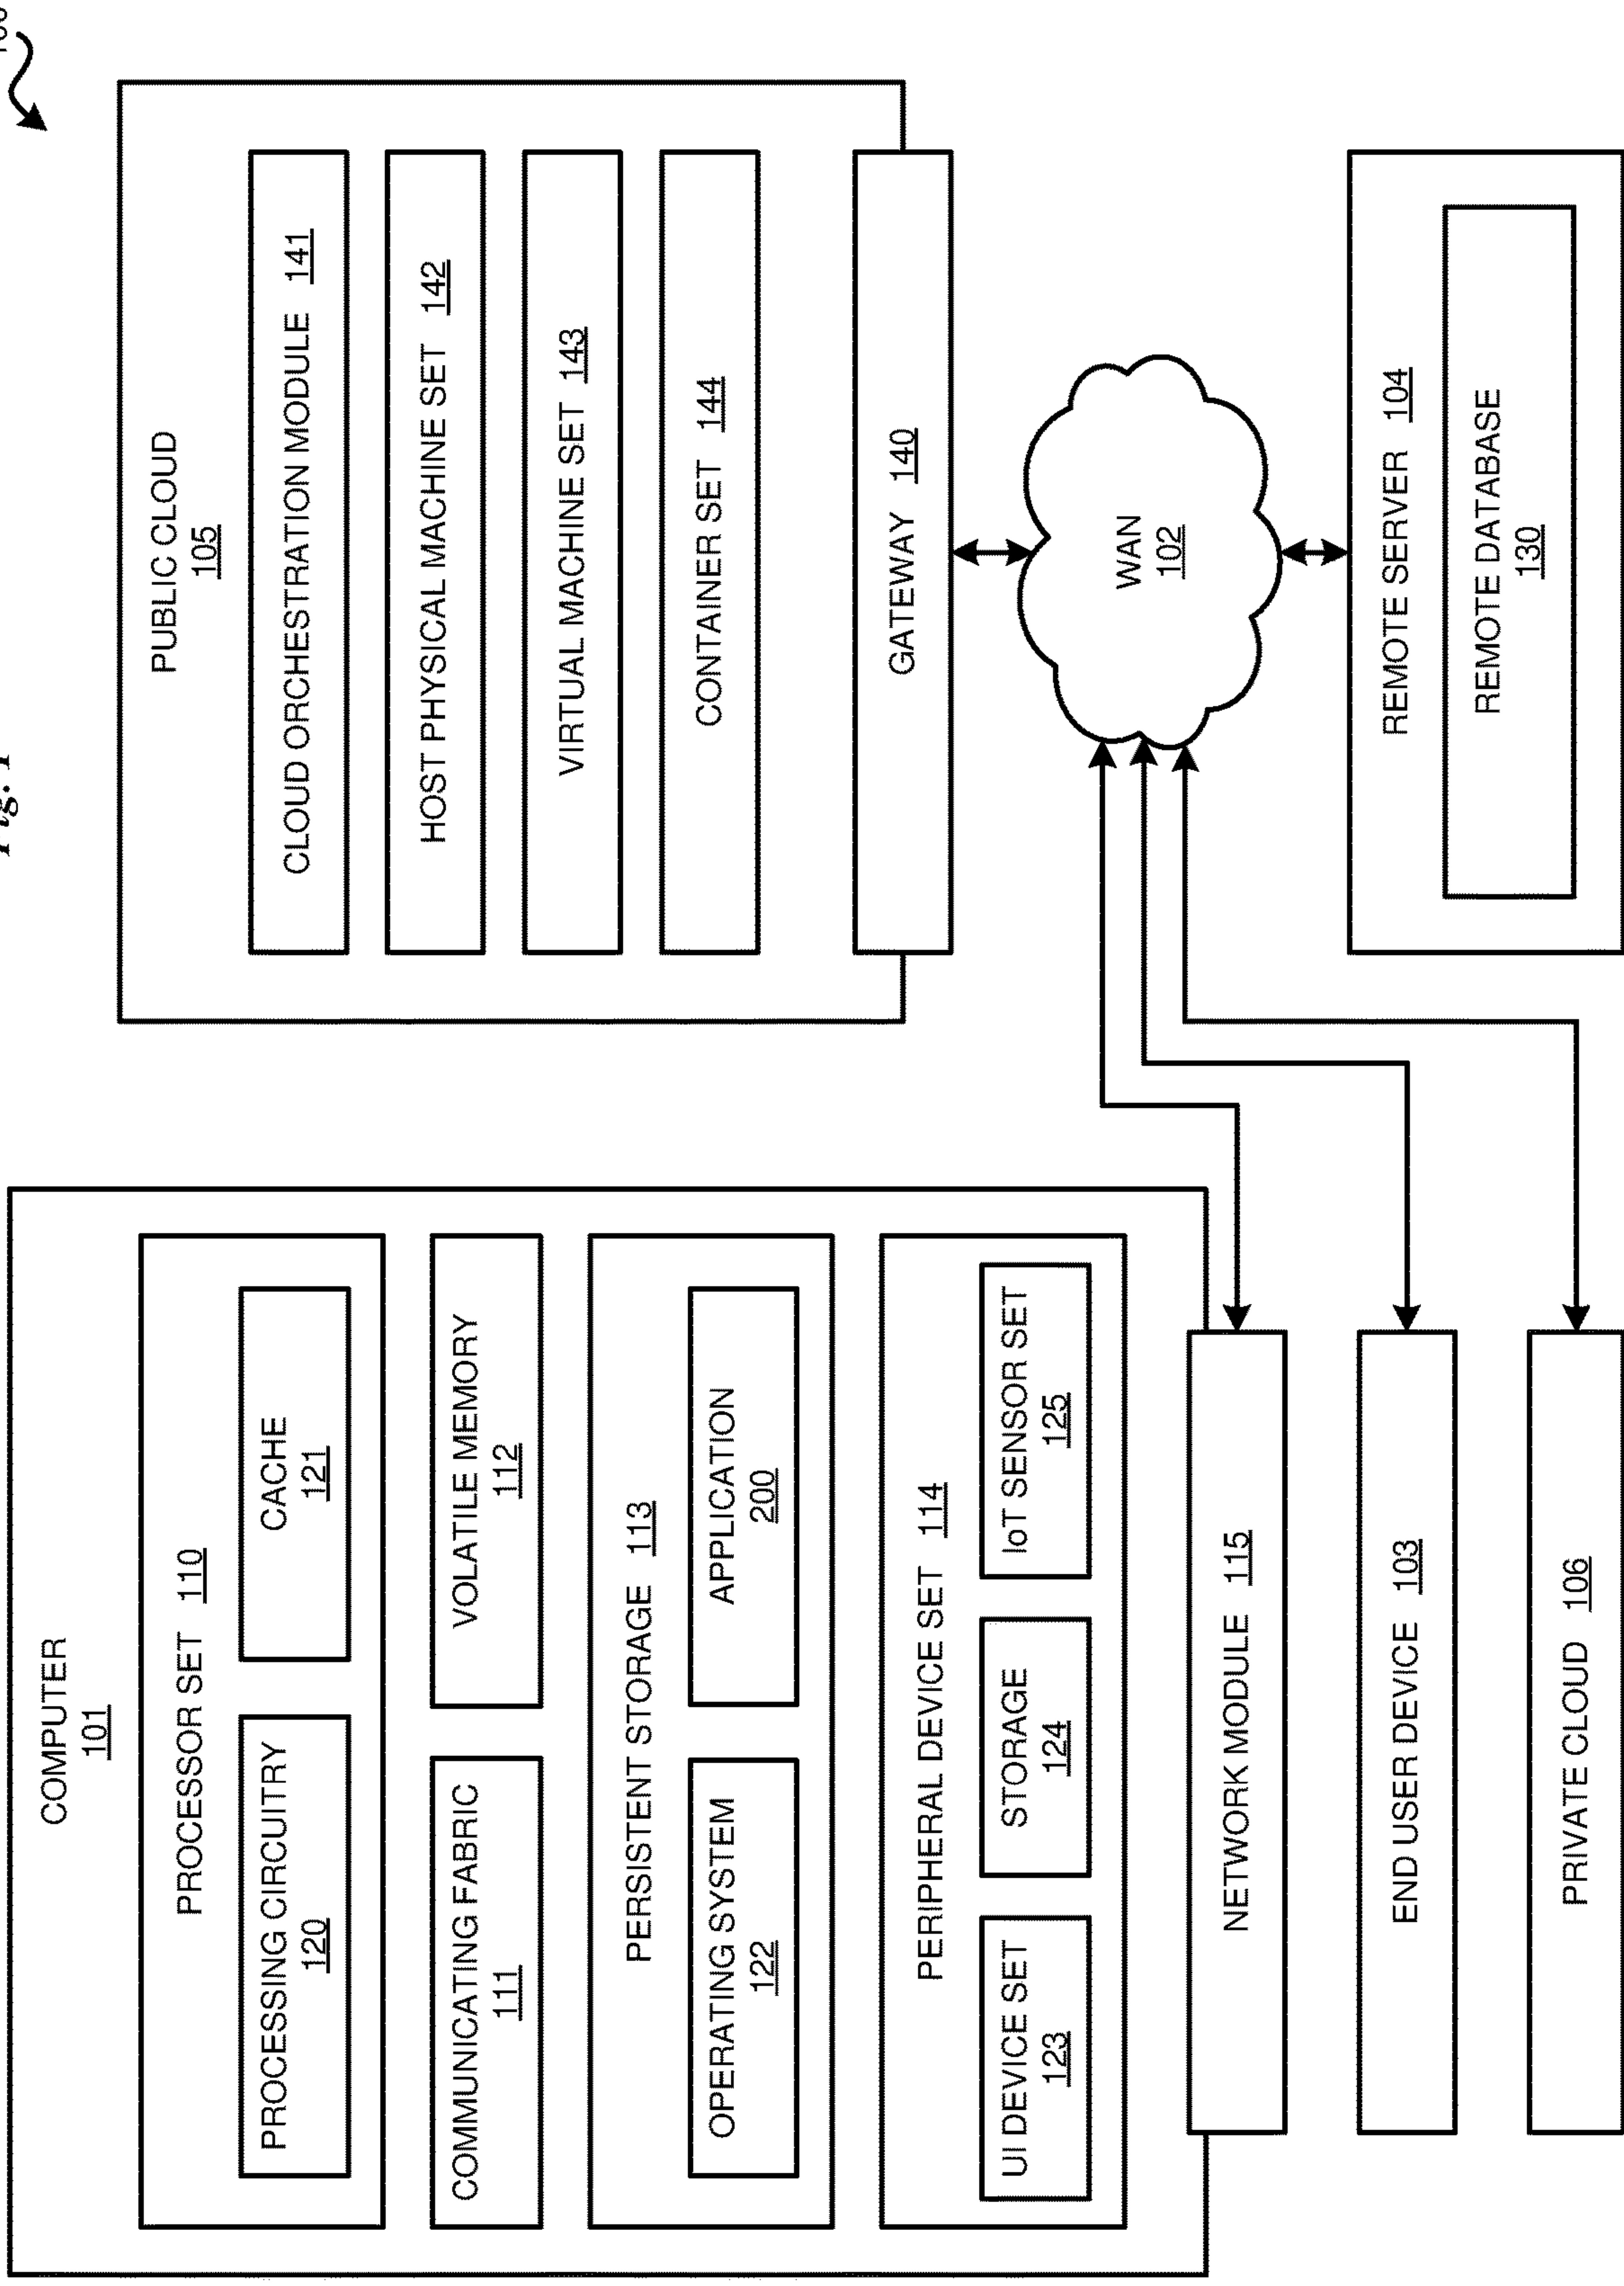 Fig. 1
COMPUTER
101
PROCESSOR SET 110
PROCESSING CIRCUITRY
120
CACHE
121
COMMUNICATING FABRIC
111
VOLATILE MEMORY
112
PERSISTENT STORAGE 113
OPERATING SYSTEM
122
APPLICATION
200
PERIPHERAL DEVICE SET 114
UI DEVICE SET
123
STORAGE
124
IoT SENSOR SET
125
NETWORK MODULE 115
END USER DEVICE 103
PRIVATE CLOUD 106
PUBLIC CLOUD
105
CLOUD ORCHESTRATION MODULE 141
HOST PHYSICAL MACHINE SET 142
VIRTUAL MACHINE SET 143
CONTAINER SET 144
GATEWAY 140
WAN
102
REMOTE SERVER 104
REMOTE DATABASE
130